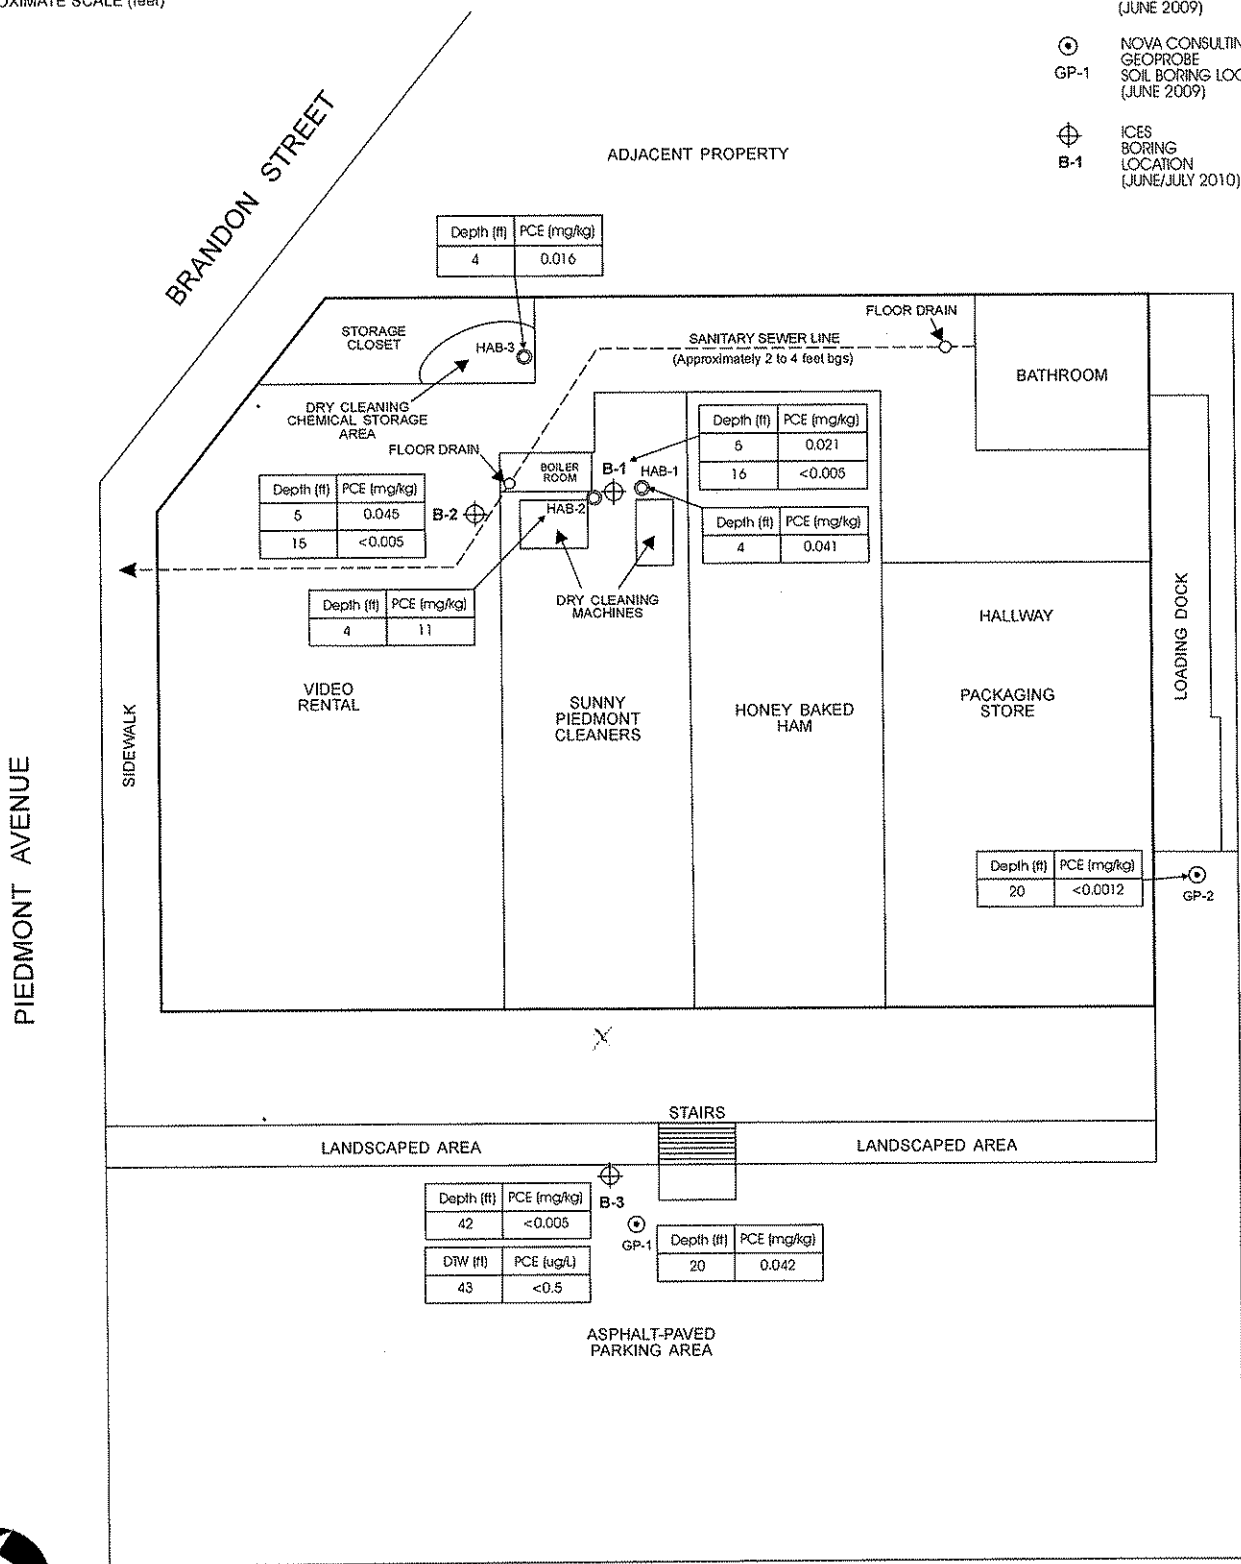 (feet)
(JUNE 2009)
GP-1
GEOPROBE
(JUNE 2009)
B-1
ICES
BORING
LOCATION
(JUNE/JULY 2010)
BRANDON STREET
ADJACENT PROPERTY
Depth (ft) PCE (mg/kg)
4 0.016
STORAGE
CLOSET
HAB-3
FLOOR DRAIN
SANITARY SEWER LINE
(Approximately 2 to 4 feet bgs)
BATHROOM
DRY CLEANING
CHEMICAL STORAGE
AREA
FLOOR DRAIN
BOILER
ROOM
B-1
HAB-1
Depth (ft) PCE (mg/kg)
5 0.021
16 <0.005
Depth (ft) PCE (mg/kg)
5 0.045
15 <0.005
B-2
HAB-2
Depth (ft) PCE (mg/kg)
4 0.041
Depth (ft) PCE (mg/kg)
4 11
DRY CLEANING
MACHINES
HALLWAY
LOADING DOCK
VIDEO
RENTAL
SUNNY
PIEDMONT
CLEANERS
HONEY BAKED
HAM
PACKAGING
STORE
SIDEWALK
PIEDMONT AVENUE
Depth (ft) PCE (mg/kg)
20 <0.0012
GP-2
X
STAIRS
LANDSCAPED AREA
LANDSCAPED AREA
Depth (ft) PCE (mg/kg)
42 <0.005
B-3
DTW (ft) PCE (ug/L)
43 <0.5
GP-1
Depth (ft) PCE (mg/kg)
20 0.042
ASPHALT-PAVED
PARKING AREA